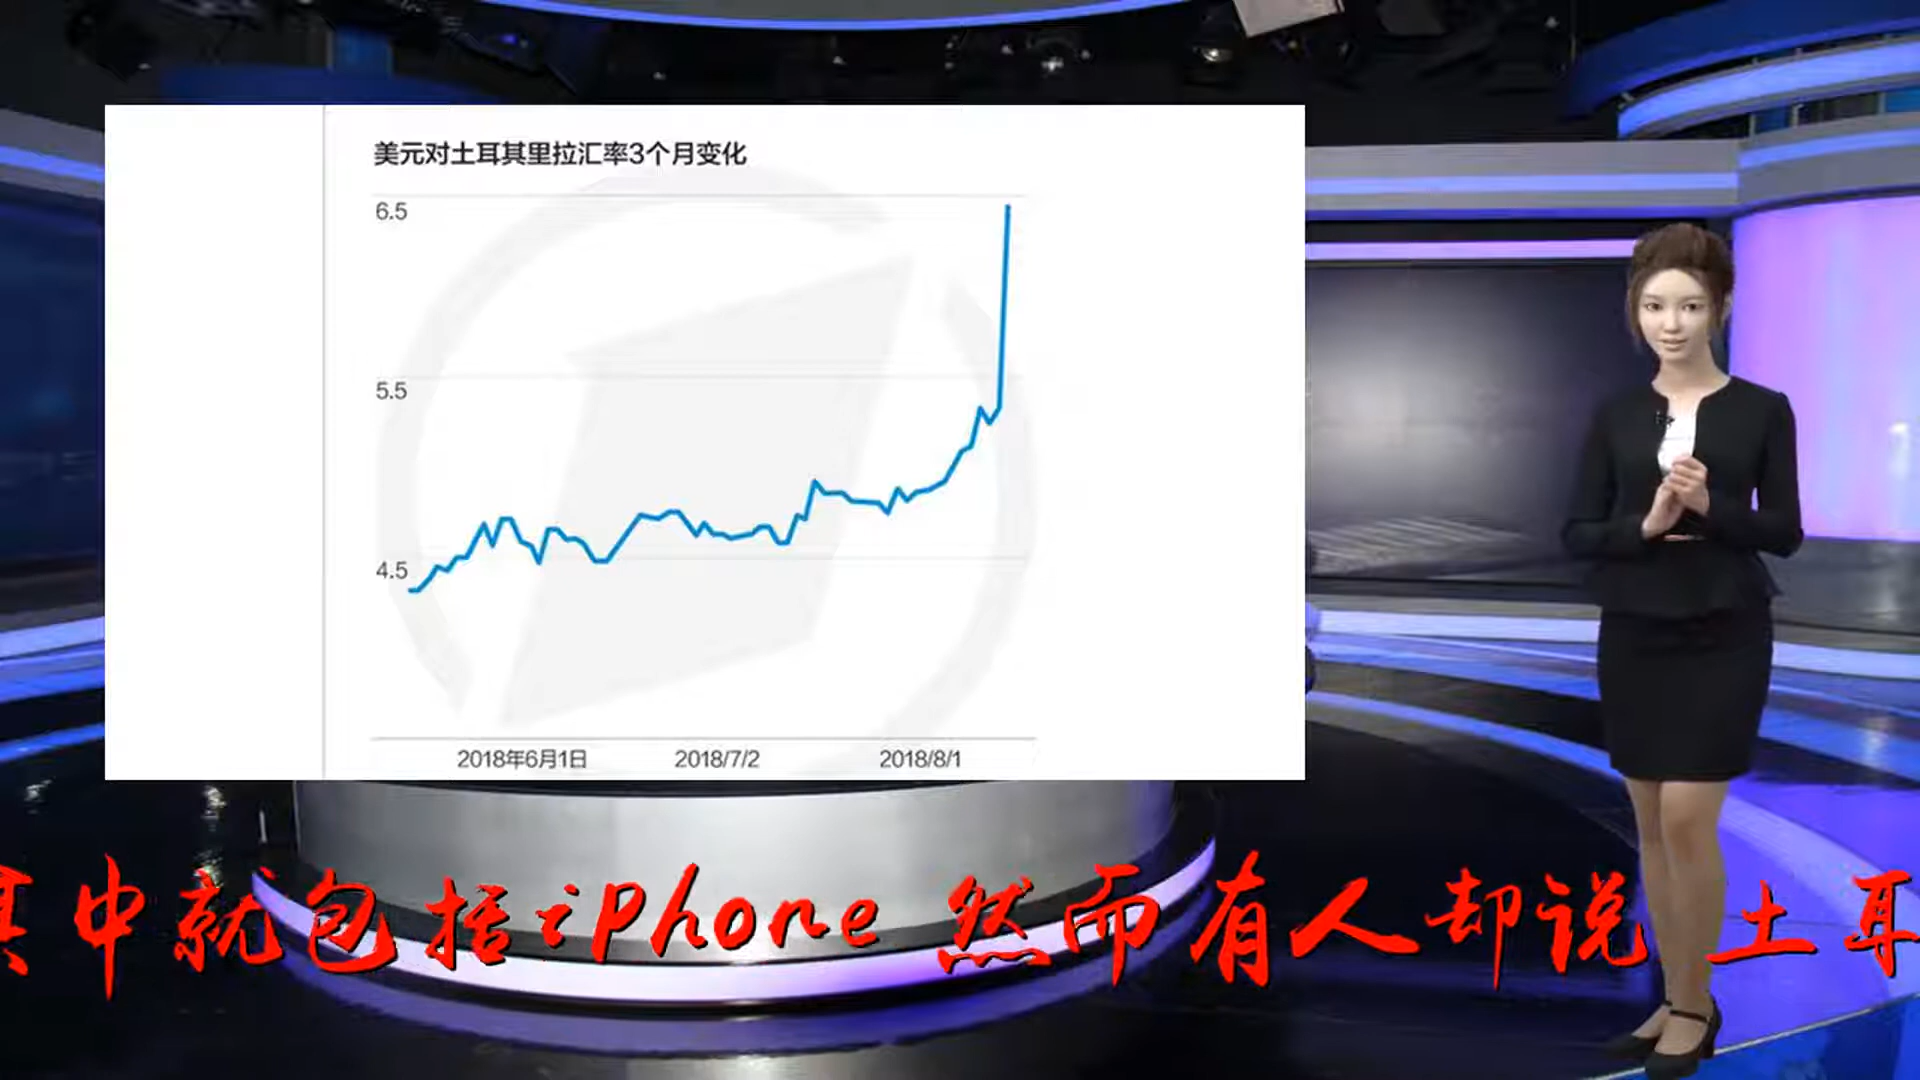 美元对土耳其里拉汇率3个月变化
6.5
5.5
4.5
2018年6月1日 2018/7/2 2018/8/1
其中就包括iPhone 然而有人却说 土耳